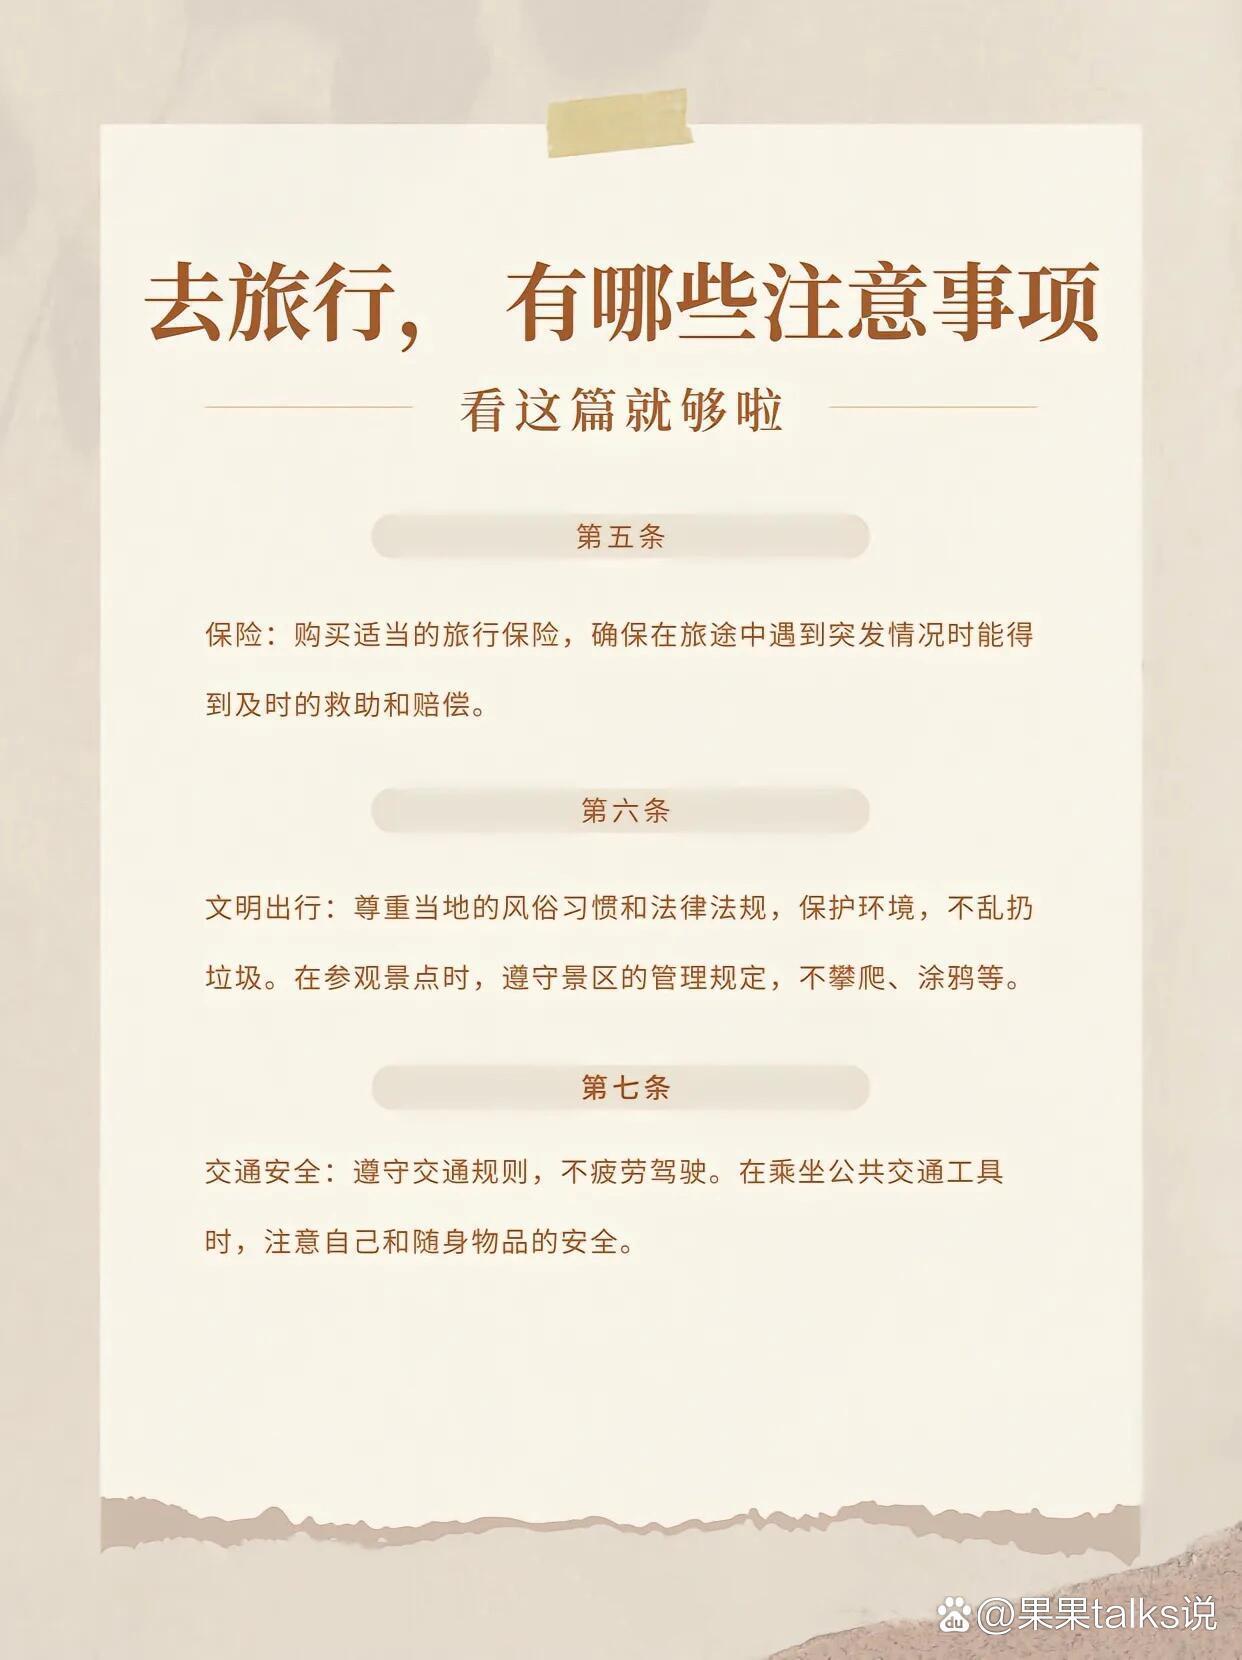 去旅行， 有哪些注意事项
看这篇就够啦
第五条
保险：购买适当的旅行保险，确保在旅途中遇到突发情况时能得
到及时的救助和赔偿。
第六条
文明出行：尊重当地的风俗习惯和法律法规，保护环境，不乱扔
垃圾。在参观景点时，遵守景区的管理规定，不攀爬、涂鸦等。
第七条
交通安全：遵守交通规则，不疲劳驾驶。在乘坐公共交通工具
时，注意自己和随身物品的安全。
du @果果talks说